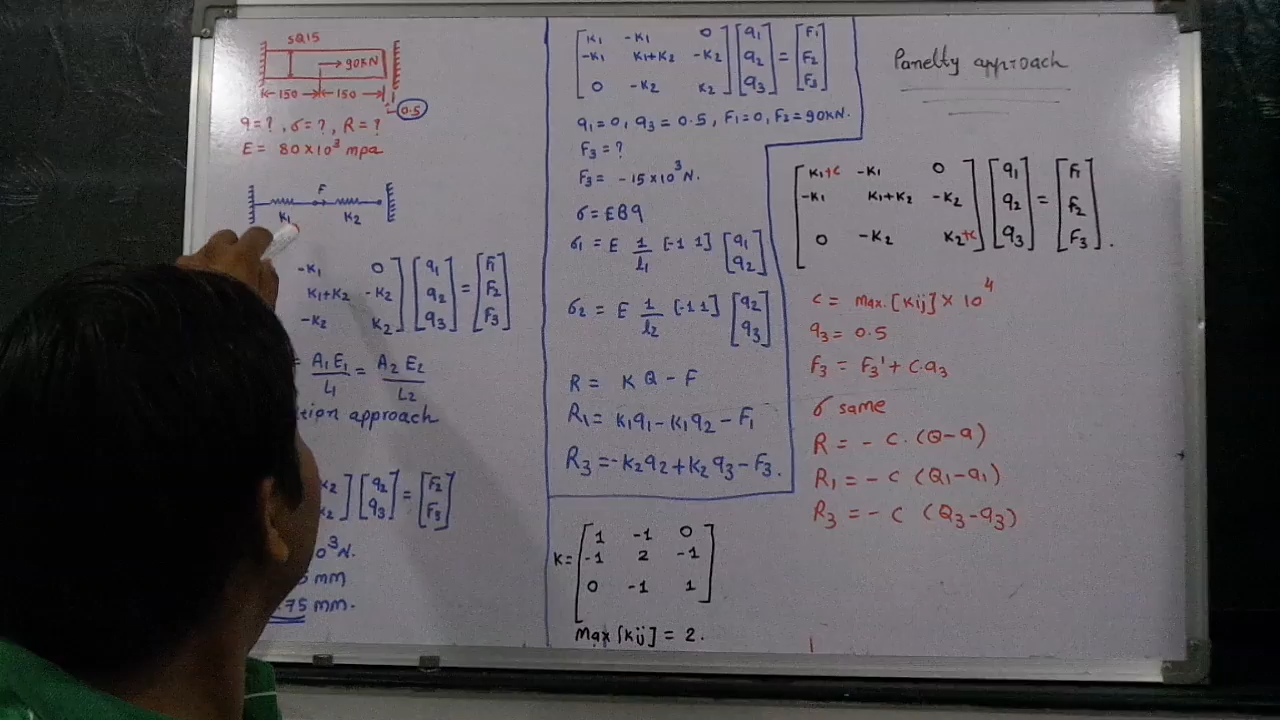 SQ15
90KN
150 150
0.5
q=?, σ=?, R=?
E= 80×10³ mpa
F
K1 K2
-K1 0 q1 F1
K1+K2 -K2 q2 = F2
-K2 K2 q3 F3
= A1E1/L1 = A2E2/L2
approach
K2 q2 = F2
K2 q3 F3
0³N.
5 mm
.75 mm.
K1 -K1 0 q1 F1
-K1 K1+K2 -K2 q2 = F2
0 -K2 K2 q3 F3
q1=0, q3=0.5, F1=0, F2=90KN.
F3=?
F3= -15×10³N.
σ=EBq
σ1=E 1/l1 [-1 1] [q1 q2]
σ2=E 1/l2 [-1 1] [q2 q3]
R= KQ-F
R1= K1q1-K1q2-F1
R3=-K2q2+K2q3-F3.
1 -1 0
K= -1 2 -1
0 -1 1
Max[Kij]=2.
Panelty approach
K1+c -K1 0 q1 F1
-K1 K1+K2 -K2 q2 = F2
0 -K2 K2+c q3 F3.
c= Max.[Kij]×10⁴
q3=0.5
F3= F3'+c.a3
σ same
R=-c.(Q-a)
R1=-c (Q1-a1)
R3=-c (Q3-a3)